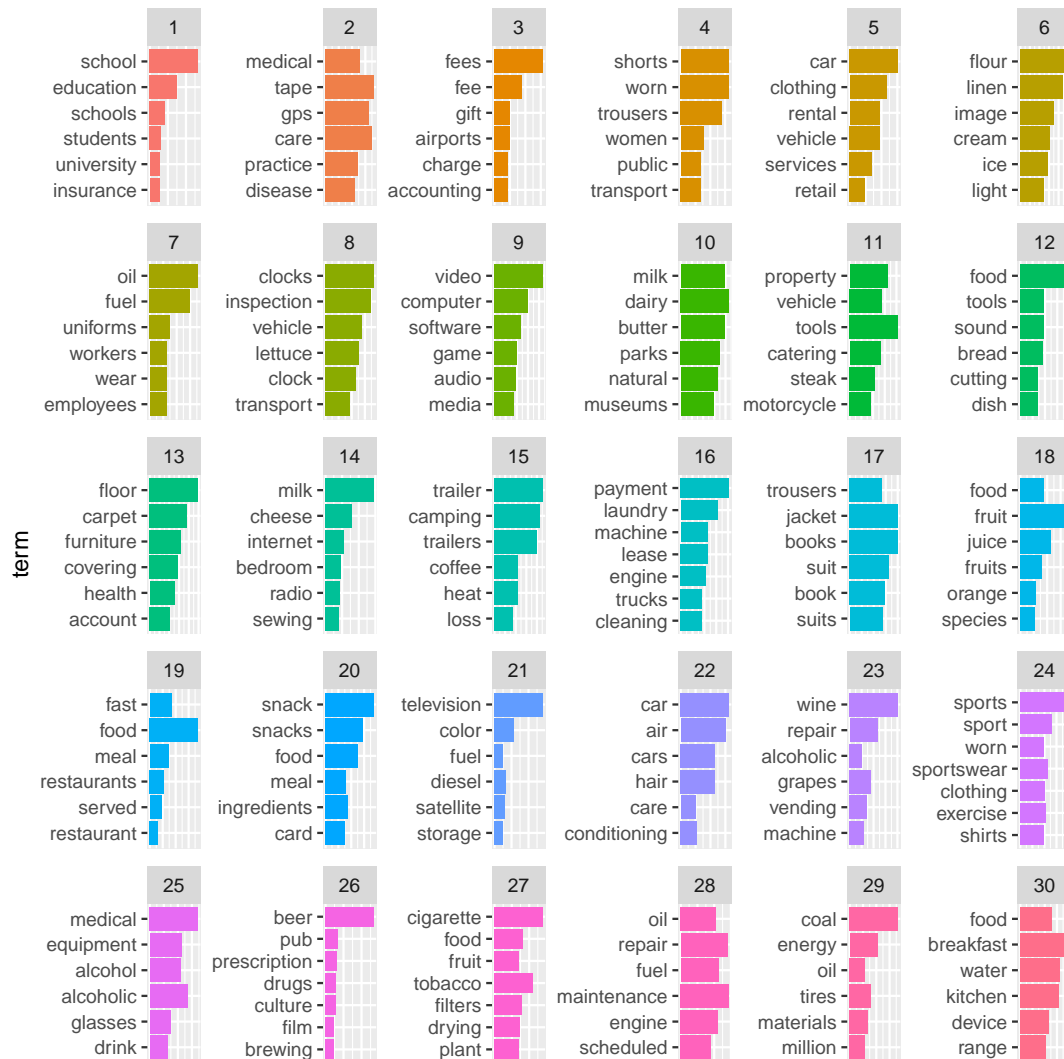 1
school
education
schools
students
university
insurance
2
medical
tape
gps
care
practice
disease
3
fees
fee
gift
airports
charge
accounting
4
shorts
worn
trousers
women
public
transport
5
car
clothing
rental
vehicle
services
retail
6
flour
linen
image
cream
ice
light
7
oil
fuel
uniforms
workers
wear
employees
8
clocks
inspection
vehicle
lettuce
clock
transport
9
video
computer
software
game
audio
media
10
milk
dairy
butter
parks
natural
museums
11
property
vehicle
tools
catering
steak
motorcycle
12
food
tools
sound
bread
cutting
dish
term
13
floor
carpet
furniture
covering
health
account
14
milk
cheese
internet
bedroom
radio
sewing
15
trailer
camping
trailers
coffee
heat
loss
16
payment
laundry
machine
lease
engine
trucks
cleaning
17
trousers
jacket
books
suit
book
suits
18
food
fruit
juice
fruits
orange
species
19
fast
food
meal
restaurants
served
restaurant
20
snack
snacks
food
meal
ingredients
card
21
television
color
fuel
diesel
satellite
storage
22
car
air
cars
hair
care
conditioning
23
wine
repair
alcoholic
grapes
vending
machine
24
sports
sport
worn
sportswear
clothing
exercise
shirts
25
medical
equipment
alcohol
alcoholic
glasses
drink
26
beer
pub
prescription
drugs
culture
film
brewing
27
cigarette
food
fruit
tobacco
filters
drying
plant
28
oil
repair
fuel
maintenance
engine
scheduled
29
coal
energy
oil
tires
materials
million
30
food
breakfast
water
kitchen
device
range